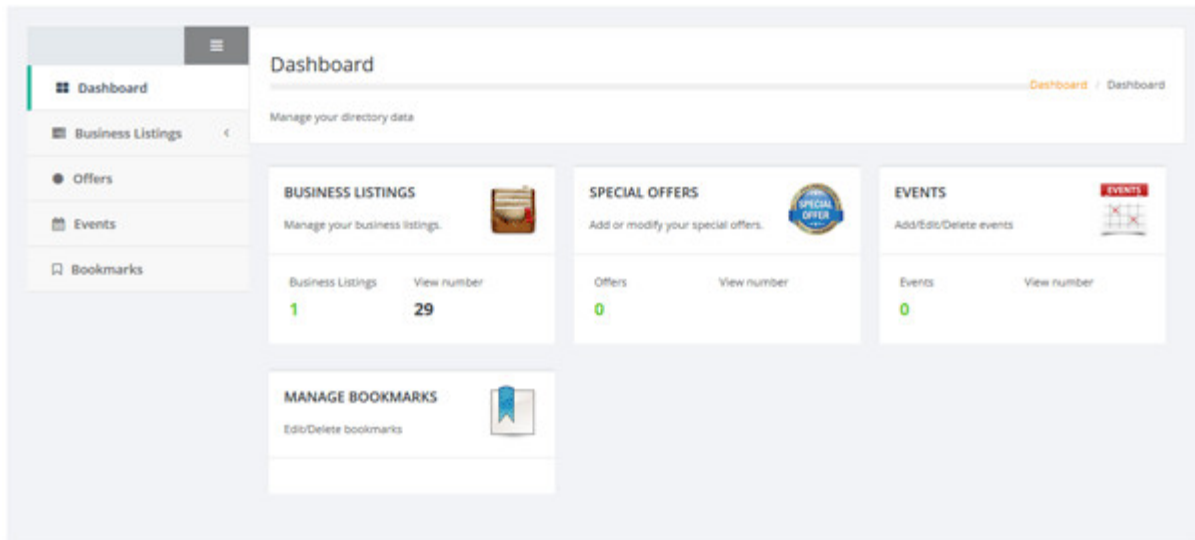 Dashboard
Business Listings
Offers
Events
Bookmarks
Dashboard
Dashboard / Dashboard
Manage your directory data
BUSINESS LISTINGS
Manage your business listings.
Business Listings View number
1 29
SPECIAL OFFERS
Add or modify your special offers.
SPECIAL
OFFER
Offers View number
0
EVENTS
Add/Edit/Delete events
EVENTS
Events View number
0
MANAGE BOOKMARKS
Edit/Delete bookmarks